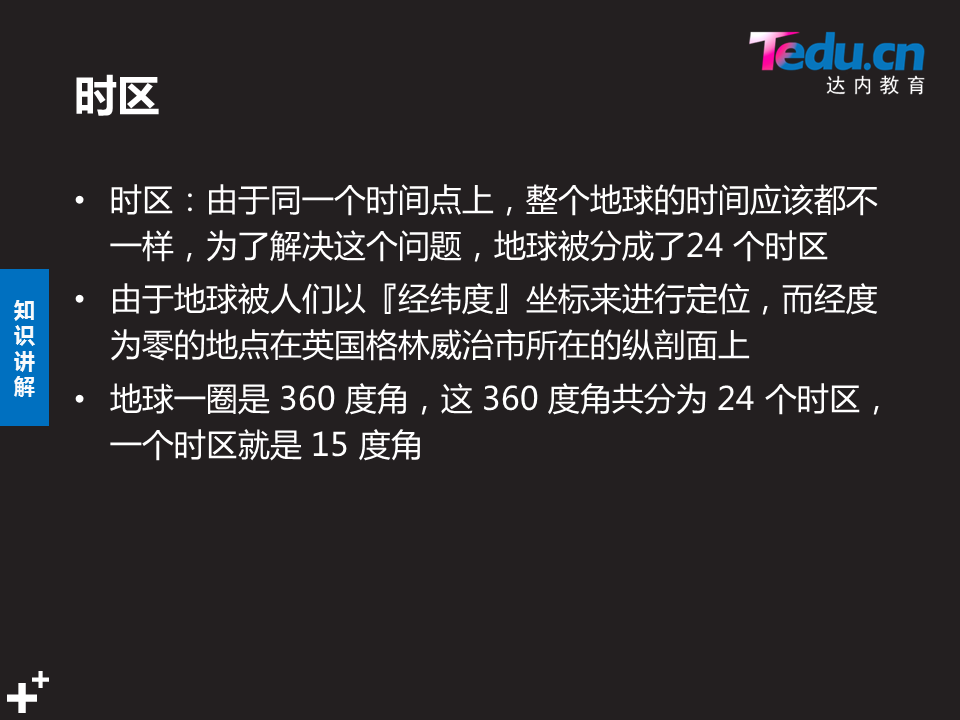 Tedu.cn
达内教育
时区
• 时区：由于同一个时间点上，整个地球的时间应该都不
一样，为了解决这个问题，地球被分成了24 个时区
• 由于地球被人们以『经纬度』坐标来进行定位，而经度
为零的地点在英国格林威治市所在的纵剖面上
• 地球一圈是 360 度角，这 360 度角共分为 24 个时区，
一个时区就是 15 度角
知
识
讲
解